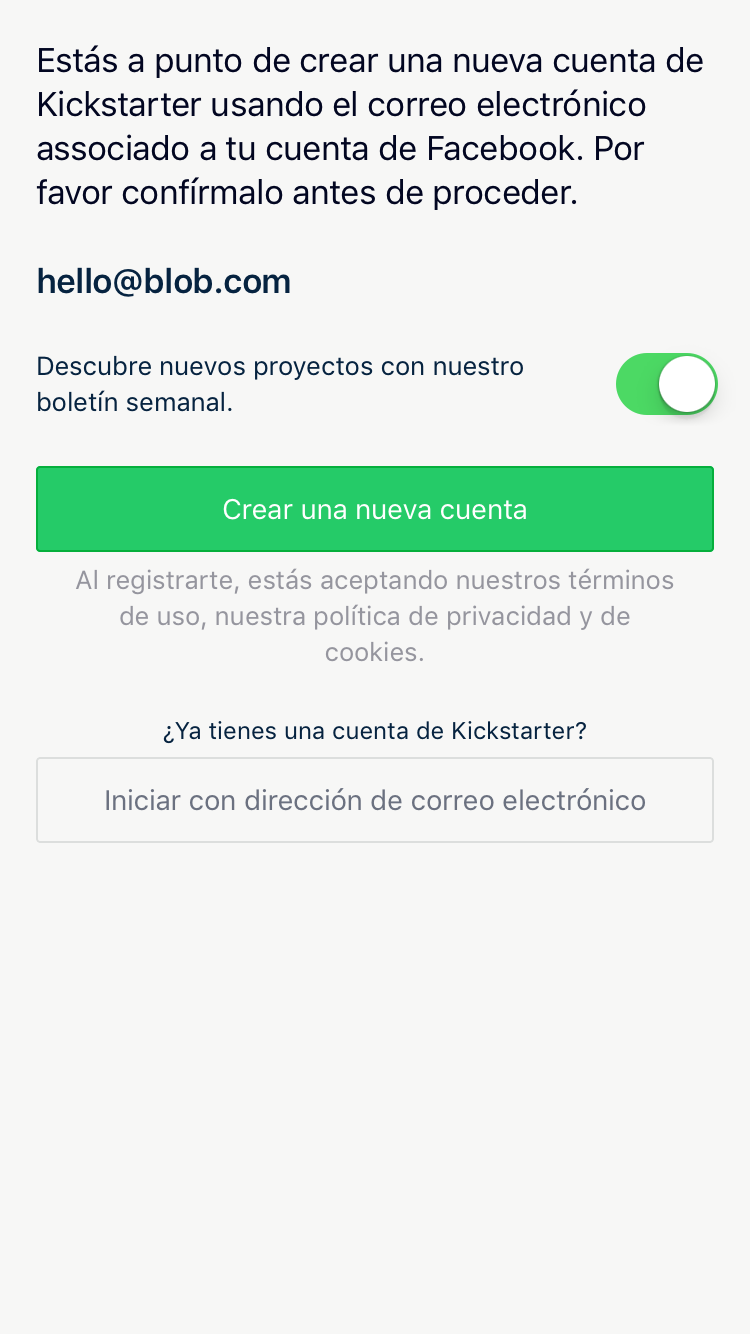 Estás a punto de crear una nueva cuenta de
Kickstarter usando el correo electrónico
associado a tu cuenta de Facebook. Por
favor confírmalo antes de proceder.
hello@blob.com
Descubre nuevos proyectos con nuestro
boletín semanal.
Crear una nueva cuenta
Al registrarte, estás aceptando nuestros términos
de uso, nuestra política de privacidad y de
cookies.
¿Ya tienes una cuenta de Kickstarter?
Iniciar con dirección de correo electrónico